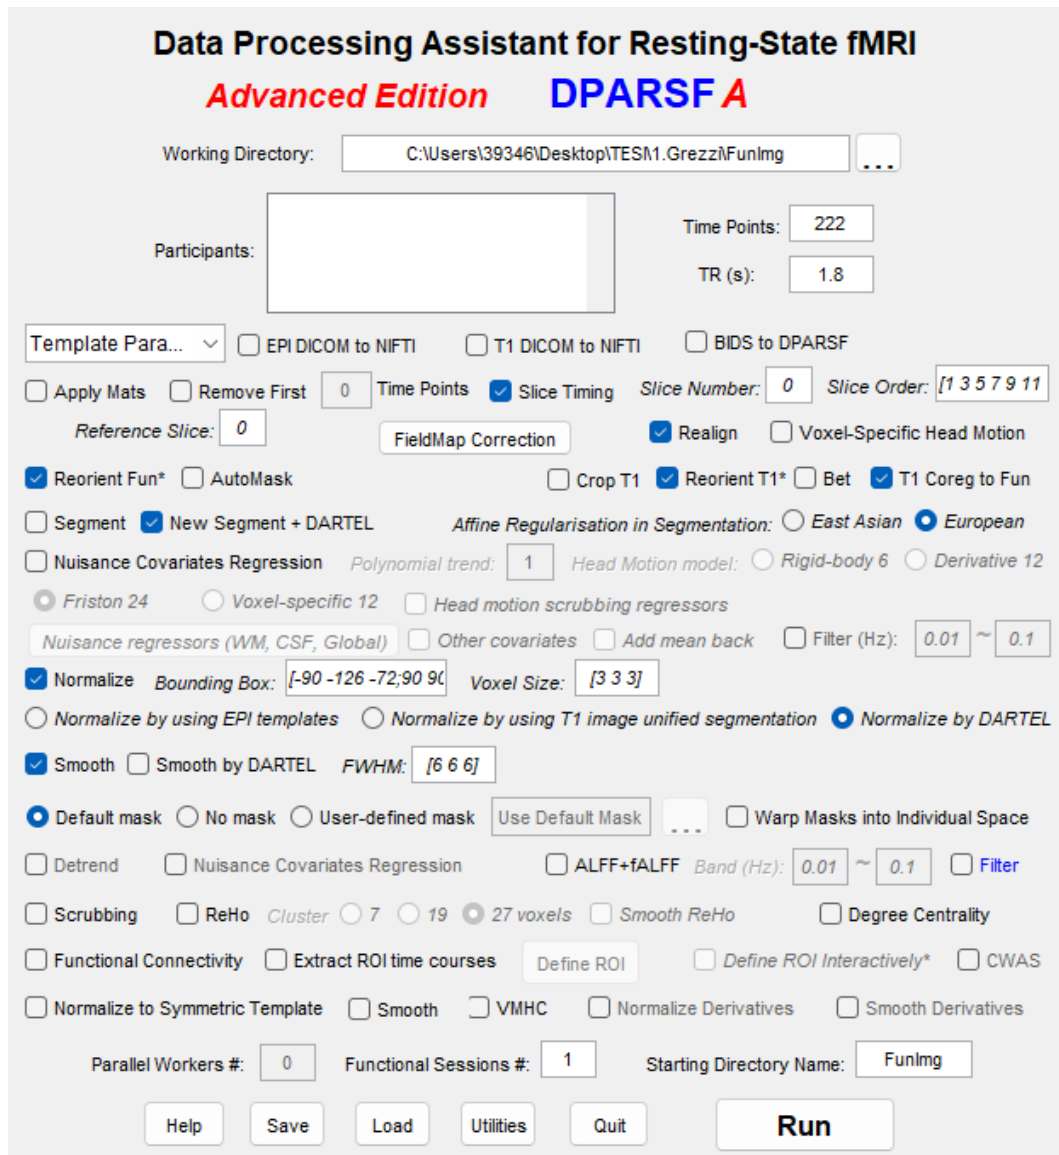 Data Processing Assistant for Resting-State fMRI
Advanced Edition DPARSF A
Working Directory: C:\Users\39346\Desktop\TESI\1.Grezzi\FunImg ...
Participants:
Time Points: 222
TR (s): 1.8
Template Para... EPI DICOM to NIFTI T1 DICOM to NIFTI BIDS to DPARSF
Apply Mats Remove First 0 Time Points Slice Timing Slice Number: 0 Slice Order: [1 3 5 7 9 11
Reference Slice: 0 FieldMap Correction Realign Voxel-Specific Head Motion
Reorient Fun* AutoMask Crop T1 Reorient T1* Bet T1 Coreg to Fun
Segment New Segment + DARTEL Affine Regularisation in Segmentation: East Asian European
Nuisance Covariates Regression Polynomial trend: 1 Head Motion model: Rigid-body 6 Derivative 12
Friston 24 Voxel-specific 12 Head motion scrubbing regressors
Nuisance regressors (WM, CSF, Global) Other covariates Add mean back Filter (Hz): 0.01 ~ 0.1
Normalize Bounding Box: [-90 -126 -72;90 90 Voxel Size: [3 3 3]
Normalize by using EPI templates Normalize by using T1 image unified segmentation Normalize by DARTEL
Smooth Smooth by DARTEL FWHM: [6 6 6]
Default mask No mask User-defined mask Use Default Mask ... Warp Masks into Individual Space
Detrend Nuisance Covariates Regression ALFF+fALFF Band (Hz): 0.01 ~ 0.1 Filter
Scrubbing ReHo Cluster 7 19 27 voxels Smooth ReHo Degree Centrality
Functional Connectivity Extract ROI time courses Define ROI Define ROI Interactively* CWAS
Normalize to Symmetric Template Smooth VMHC Normalize Derivatives Smooth Derivatives
Parallel Workers #: 0 Functional Sessions #: 1 Starting Directory Name: FunImg
Help Save Load Utilities Quit Run